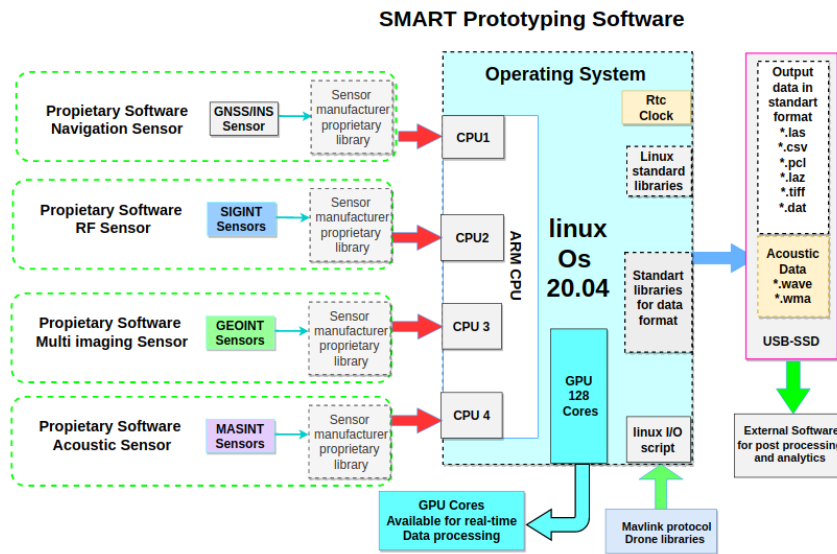 SMART Prototyping Software
Propietary Software
Navigation Sensor
GNSS/INS
Sensor
Sensor
manufacturer
proprietary
library
Propietary Software
RF Sensor
SIGINT
Sensors
Sensor
manufacturer
proprietary
library
Propietary Software
Multi imaging Sensor
GEOINT
Sensors
Sensor
manufacturer
proprietary
library
Propietary Software
Acoustic Sensor
MASINT
Sensors
Sensor
manufacturer
proprietary
library
Operating System
CPU1
CPU2
CPU 3
CPU 4
ARM CPU
linux
Os
20.04
Rtc
Clock
Linux
standard
libraries
Standart
libraries
for data
format
GPU
128
Cores
linux I/O
script
GPU Cores
Available for real-time
Data processing
Mavlink protocol
Drone libraries
Output
data in
standart
format
*.las
*.csv
*.pcl
*.laz
*.tiff
*.dat
Acoustic
Data
*.wave
*.wma
USB-SSD
External Software
for post processing
and analytics